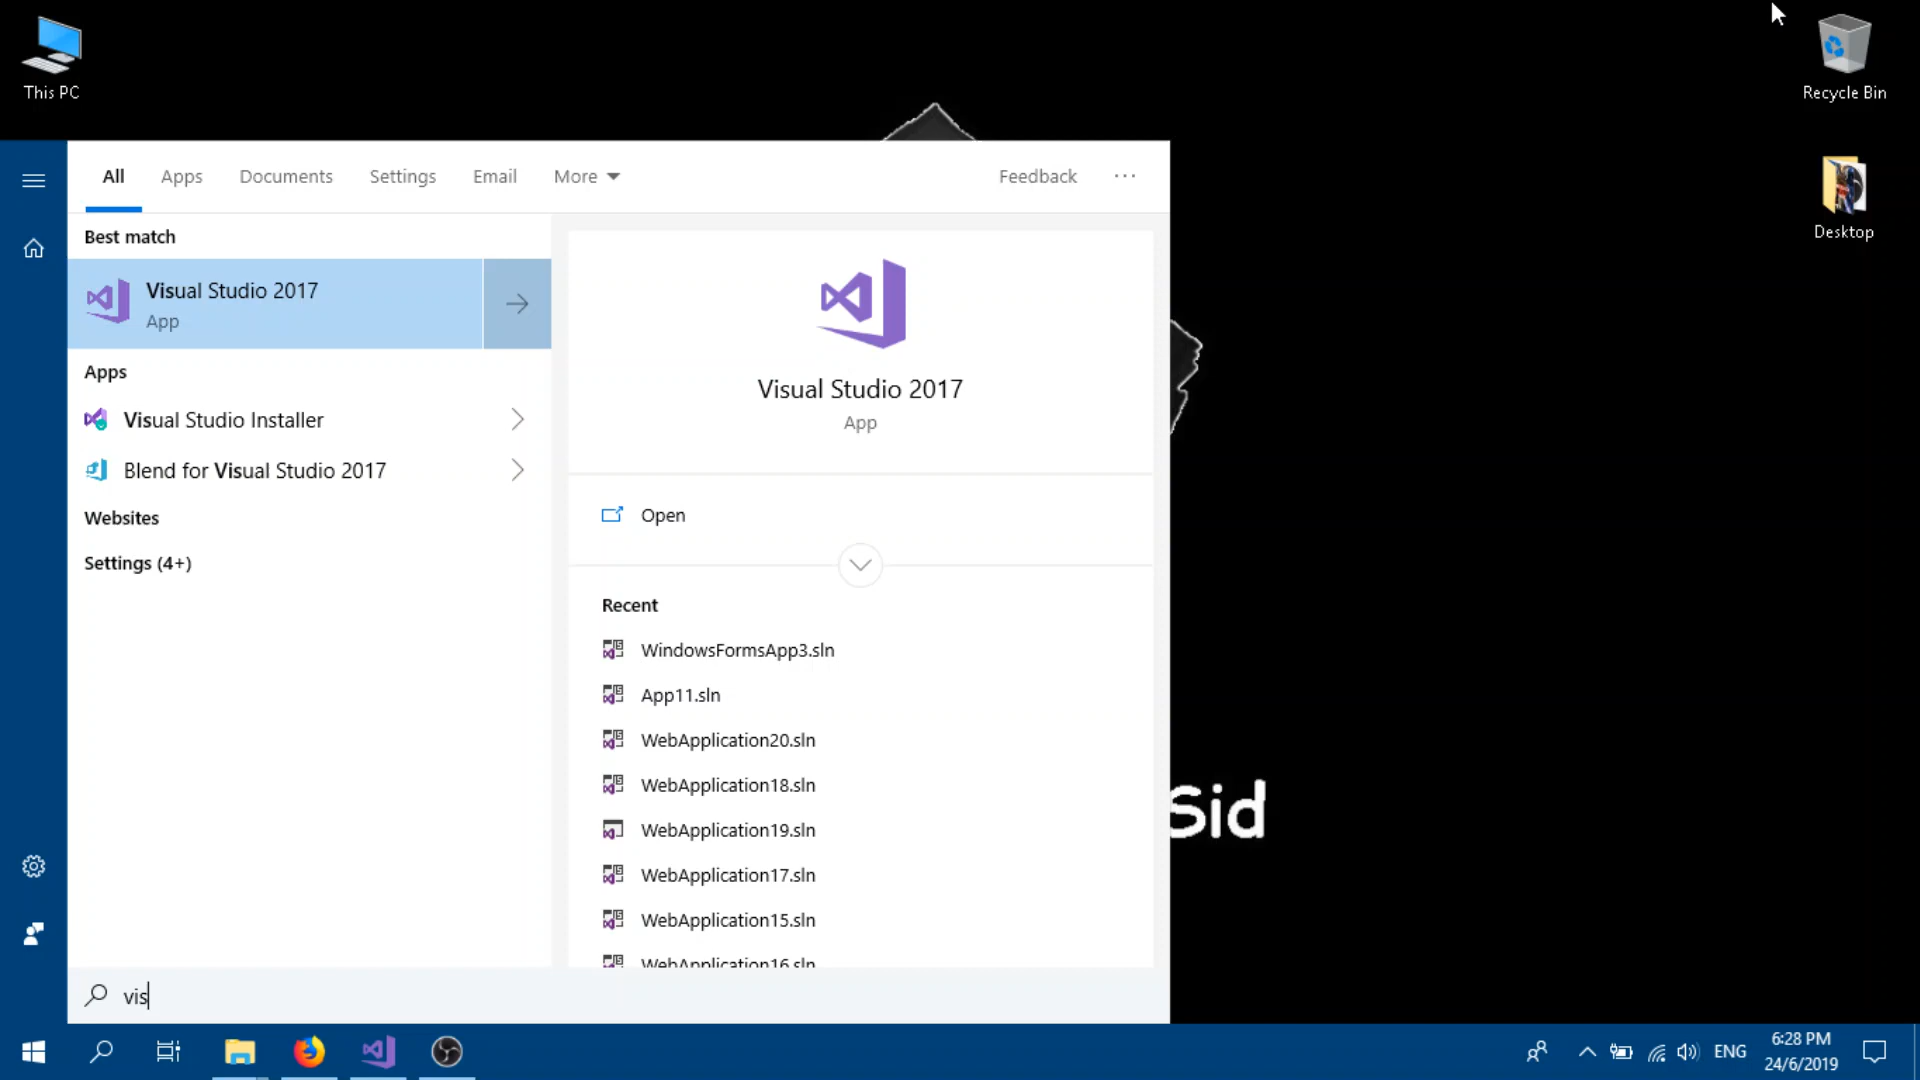 This PC
Recycle Bin
Desktop
All
Apps
Documents
Settings
Email
More
Feedback
Best match
Visual Studio 2017
App
Apps
Visual Studio Installer
Blend for Visual Studio 2017
Websites
Settings (4+)
Visual Studio 2017
App
Open
Recent
WindowsFormsApp3.sln
App11.sln
WebApplication20.sln
WebApplication18.sln
WebApplication19.sln
WebApplication17.sln
WebApplication15.sln
WebApplication16.sln
Sid
vis
ENG
6:28 PM
24/6/2019